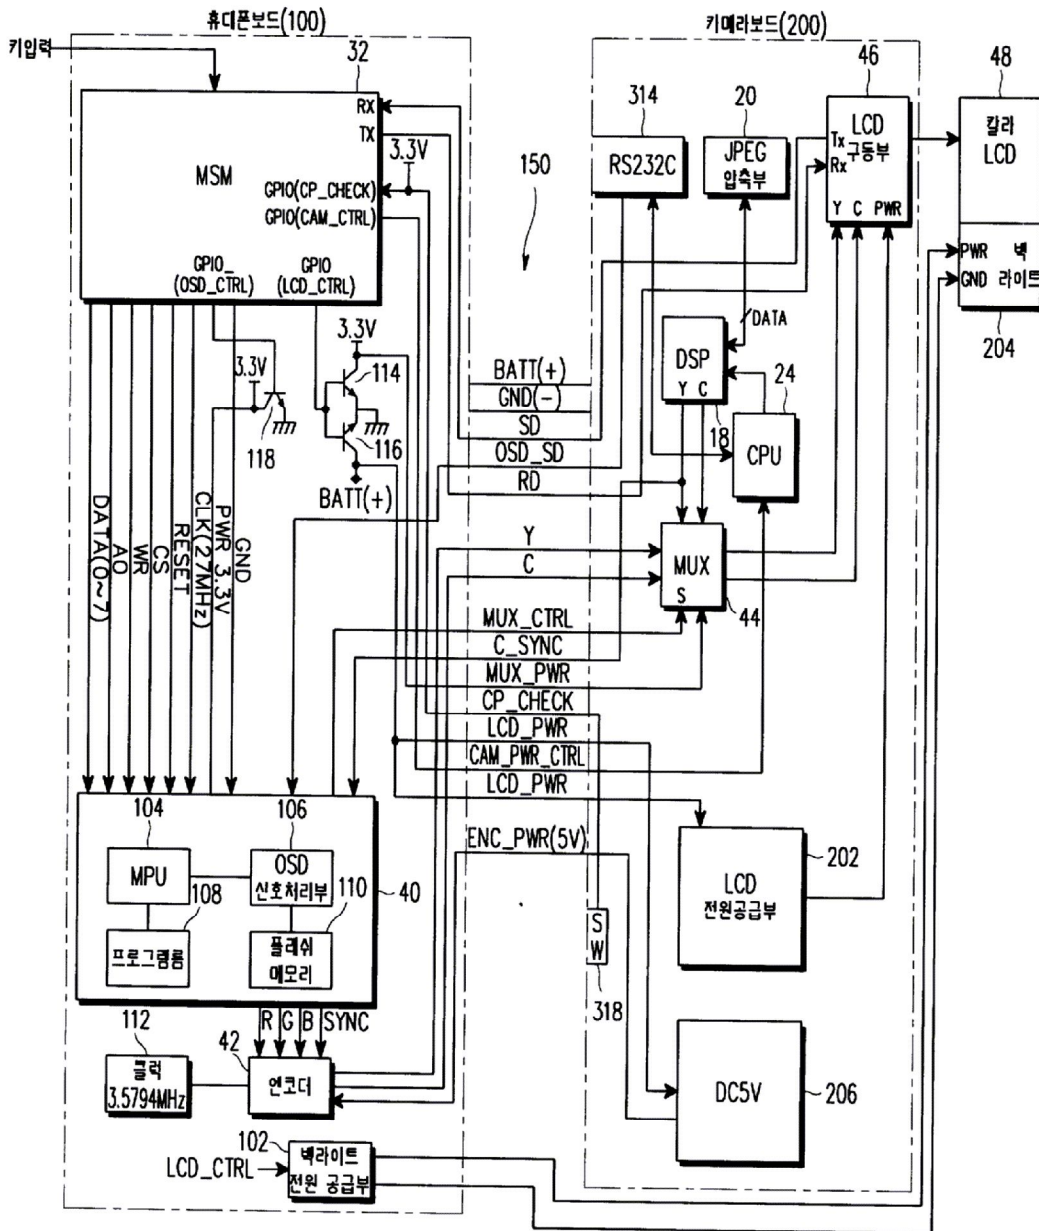 휴대폰보드(100)
카메라보드(200)
키입력
32
46
48
314
20
Rx
TX
3.3V
MSM
GPIO(CP_CHECK)
GPIO(CAM_CTRL)
GPIO_
(OSD_CTRL)
GPIO
(LCD_CTRL)
150
RS232C
JPEG
압축부
LCD
구동부
Tx
Rx
Y C PWR
칼라
LCD
PWR
GND
백
라이트
204
3.3V
3.3V
114
116
118
BATT(+)
DATA
DSP
Y C
18
24
CPU
BATT(+)
GND(-)
SD
OSD_SD
RD
Y
C
MUX
S
44
DATA(0~7)
AO
WR
CS
RESET
CLK(27MHz)
PWR 3.3V
GND
MUX_CTRL
C_SYNC
MUX_PWR
CP_CHECK
LCD_PWR
CAM_PWR_CTRL
LCD_PWR
ENC_PWR(5V)
104
106
MPU
OSD
신호처리부
108
110
40
프로그램롬
플래쉬
메모리
LCD
전원공급부
202
SW
318
R G B SYNC
112
42
클럭
3.5794MHz
엔코더
DC5V
206
102
LCD_CTRL
백라이트
전원 공급부